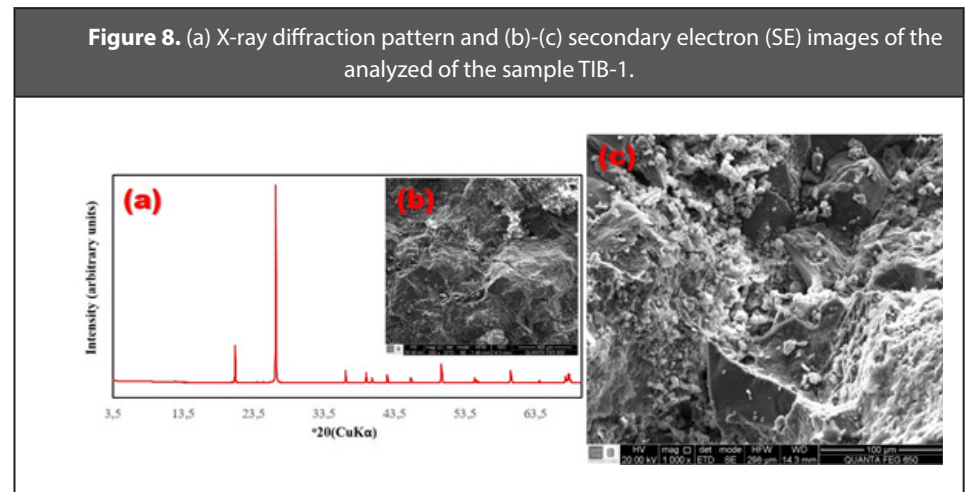 Figure 8. (a) X-ray diffraction pattern and (b)-(c) secondary electron (SE) images of the
analyzed of the sample TIB-1.
(a)
(b)
(c)
Intensity (arbitrary units)
3,5 13,5 23,5 33,5 43,5 53,5 63,5
°2θ(CuKα)
HV mag □ det mode HFW WD 100 µm
20.00 kV 1 000 x ETD SE 298 µm 14.3 mm QUANTA FEG 650
QUANTA FEG 650